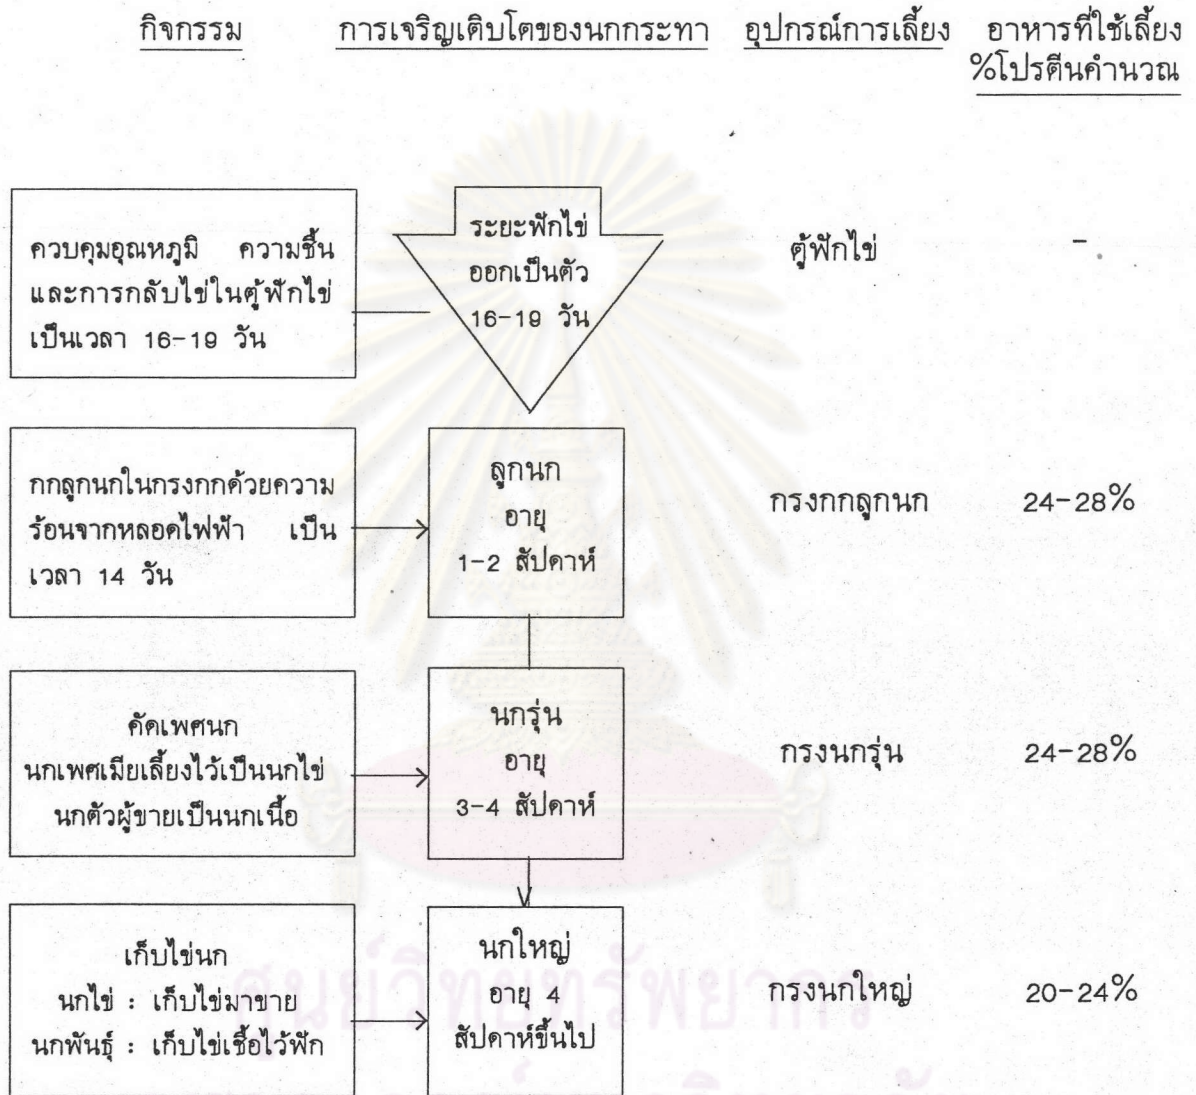 กิจกรรม การเจริญเติบโตของนกกระทา อุปกรณ์การเลี้ยง อาหารที่ใช้เลี้ยง
%โปรตีนคำนวณ
ควบคุมอุณหภูมิ ความชื้น
และการกลับไข่ในตู้ฟักไข่
เป็นเวลา 16-19 วัน
ระยะฟักไข่
ออกเป็นตัว
16-19 วัน
ตู้ฟักไข่
-
กกลูกนกในกรงกกด้วยความ
ร้อนจากหลอดไฟฟ้า เป็น
เวลา 14 วัน
ลูกนก
อายุ
1-2 สัปดาห์
กรงกกลูกนก
24-28%
คัดเพศนก
นกเพศเมียเลี้ยงไว้เป็นนกไข่
นกตัวผู้ขายเป็นนกเนื้อ
นกรุ่น
อายุ
3-4 สัปดาห์
กรงนกรุ่น
24-28%
เก็บไข่นก
นกไข่ : เก็บไข่มาขาย
นกพันธุ์ : เก็บไข่เชื้อไว้ฟัก
นกใหญ่
อายุ 4
สัปดาห์ขึ้นไป
กรงนกใหญ่
20-24%
ศูนย์วิทยทรัพยากร